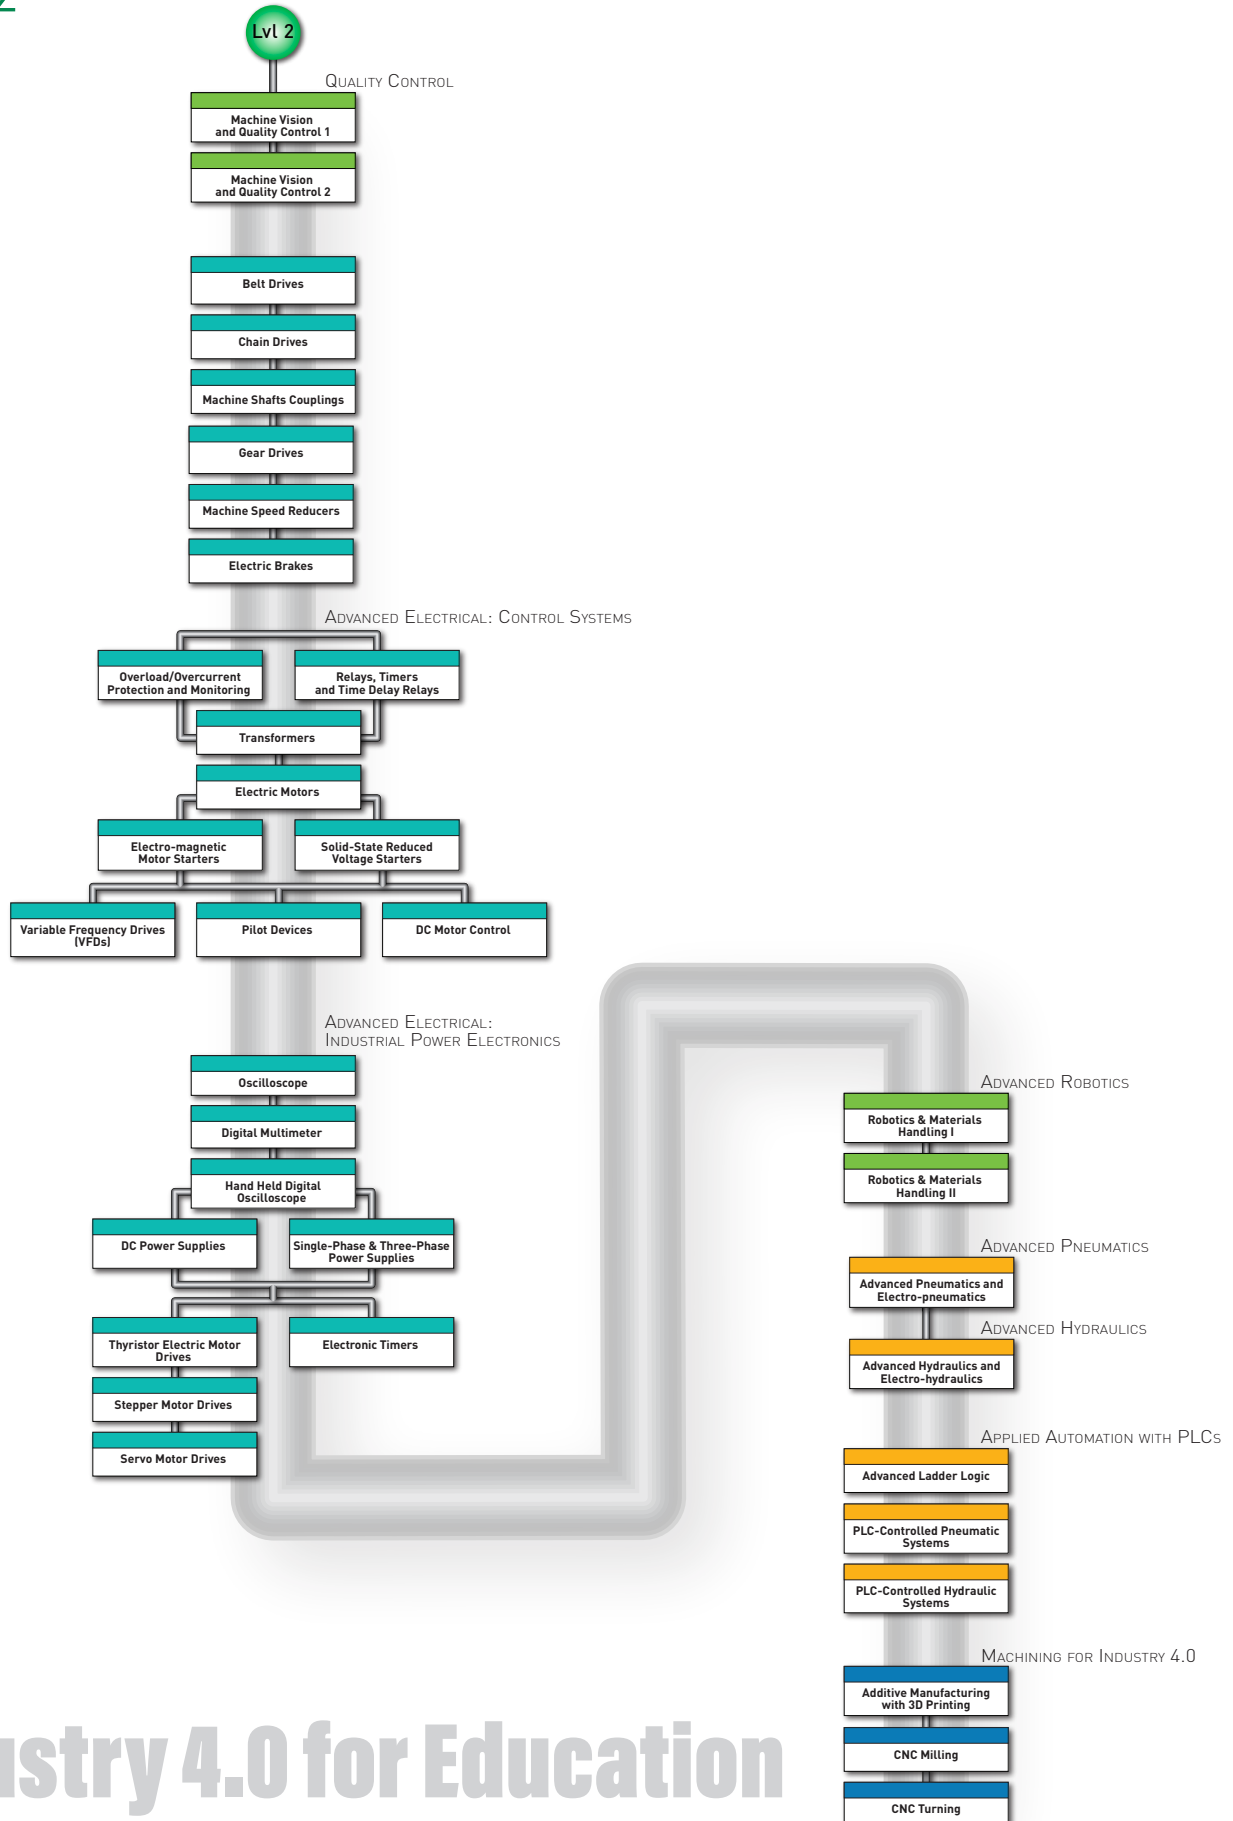 Lvl 2
Quality Control
Machine Vision
and Quality Control 1
Machine Vision
and Quality Control 2
Belt Drives
Chain Drives
Machine Shafts Couplings
Gear Drives
Machine Speed Reducers
Electric Brakes
Advanced Electrical: Control Systems
Overload/Overcurrent
Protection and Monitoring
Relays, Timers
and Time Delay Relays
Transformers
Electric Motors
Electro-magnetic
Motor Starters
Solid-State Reduced
Voltage Starters
Variable Frequency Drives
(VFDs)
Pilot Devices
DC Motor Control
Advanced Electrical:
Industrial Power Electronics
Oscilloscope
Digital Multimeter
Hand Held Digital
Oscilloscope
DC Power Supplies
Single-Phase & Three-Phase
Power Supplies
Thyristor Electric Motor
Drives
Electronic Timers
Stepper Motor Drives
Servo Motor Drives
Advanced Robotics
Robotics & Materials
Handling I
Robotics & Materials
Handling II
Advanced Pneumatics
Advanced Pneumatics and
Electro-pneumatics
Advanced Hydraulics
Advanced Hydraulics and
Electro-hydraulics
Applied Automation with PLCs
Advanced Ladder Logic
PLC-Controlled Pneumatic
Systems
PLC-Controlled Hydraulic
Systems
Machining for Industry 4.0
Additive Manufacturing
with 3D Printing
CNC Milling
CNC Turning
ustry 4.0 for Education